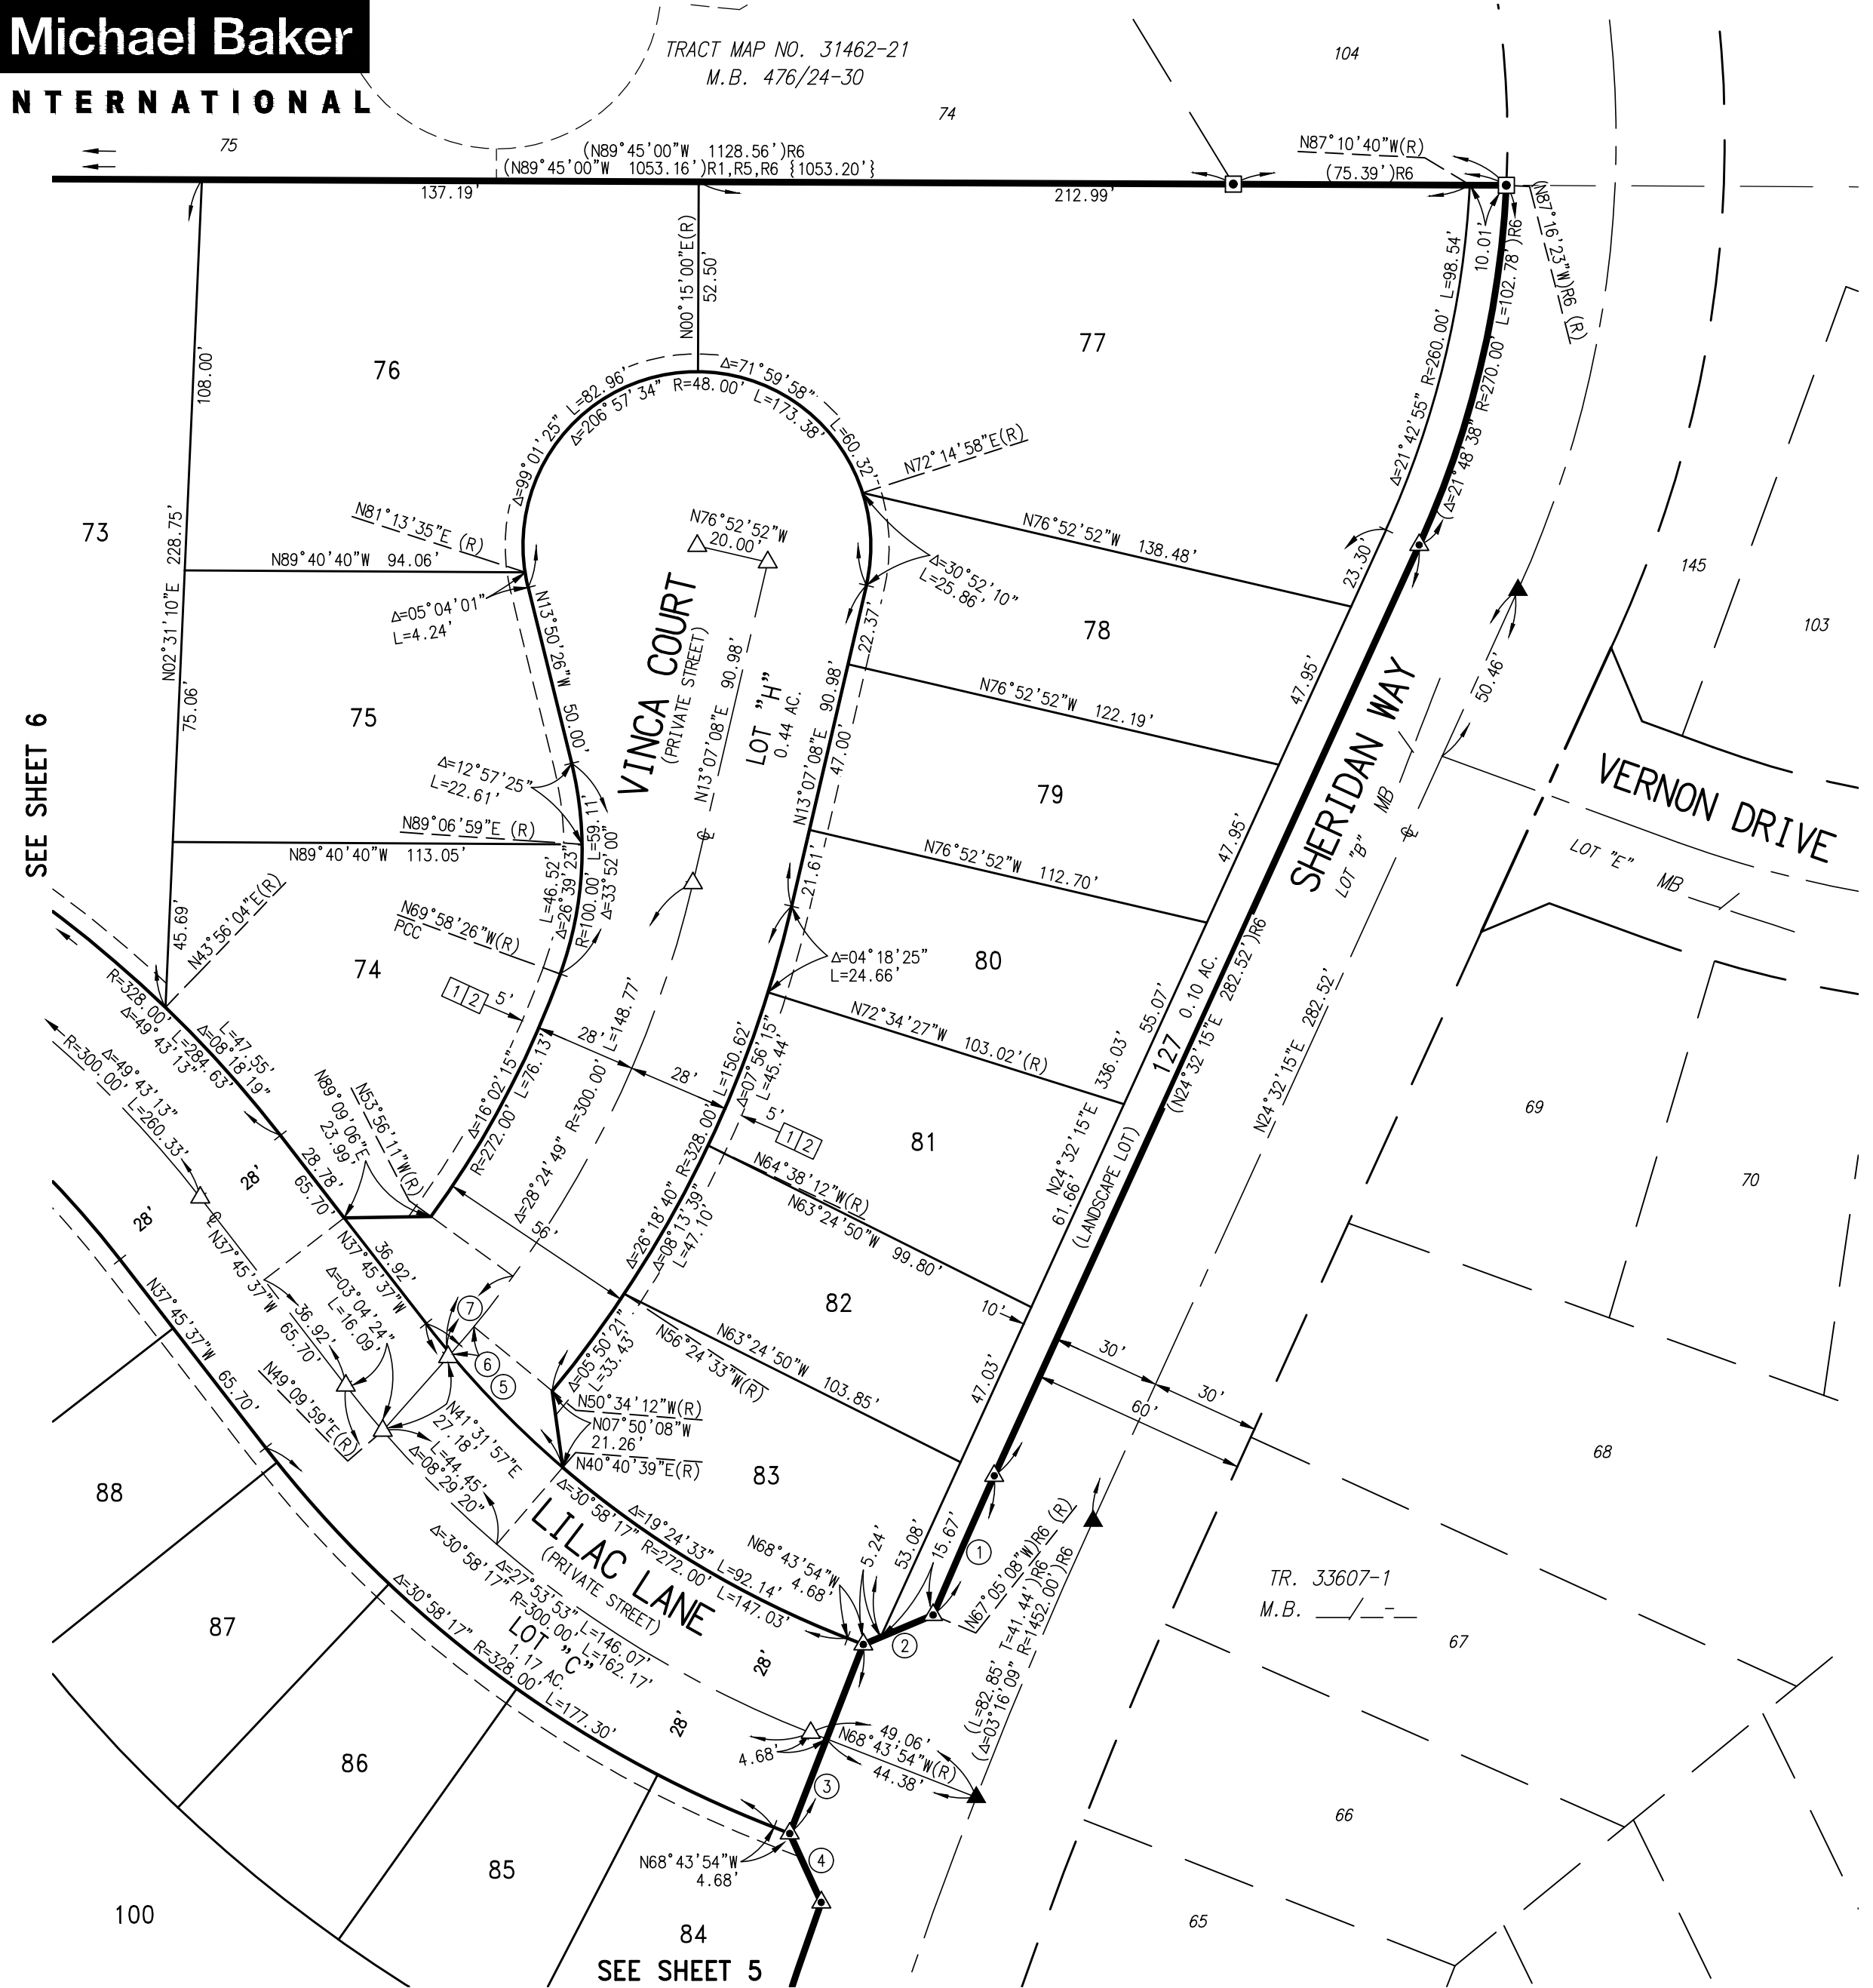 Michael Baker
NTERNATIONAL
TRACT MAP NO. 31462-21
M.B. 476/24-30
104
74
75
(N89°45'00"W 1128.56')R6
(N89°45'00"W 1053.16')R1,R5,R6 {1053.20'}
N87°10'40"W(R)
(75.39')R6
137.19'
212.99'
(N87°16'23"W)R6 (R)
10.01'
N00°15'00"E(R)
52.50'
Δ=21°42'55" R=260.00' L=98.54'
(Δ=21°48'38" R=270.00' L=102.78')R6
76
77
108.00'
Δ=71°59'58"
L=60.32'
Δ=99°01'25" L=82.96'
Δ=206°57'34" R=48.00' L=173.38'
N72°14'58"E(R)
73
N81°13'35"E (R)
N89°40'40"W 94.06'
N76°52'52"W
20.00'
N76°52'52"W 138.48'
Δ=30°52'10"
L=25.86'
23.30'
Δ=05°04'01"
L=4.24'
N13°50'26"W 50.00'
N02°31'10"E 228.75'
75.06'
145
103
78
22.37'
VINCA COURT
(PRIVATE STREET)
N13°07'08"E 90.98'
LOT "H"
0.44 AC.
N76°52'52"W 122.19'
47.95'
50.46'
75
SEE SHEET 6
Δ=12°57'25"
L=22.61'
N13°07'08"E 90.98'
47.00'
79
SHERIDAN WAY
LOT "B" MB
VERNON DRIVE
LOT "E" MB
N89°06'59"E (R)
N89°40'40"W 113.05'
L=46.52'
Δ=26°39'23"
R=100.00' L=59.11'
Δ=33°52'00"
N76°52'52"W 112.70'
47.95'
21.61'
45.69'
N43°56'04"E(R)
N69°58'26"W(R)
PCC
74
1 2 5'
Δ=04°18'25"
L=24.66'
80
N72°34'27"W 103.02'(R)
55.07'
127 0.10 AC.
(N24°32'15"E 282.52')R6
N24°32'15"E 282.52'
R=328.00' L=284.63'
Δ=49°43'13"
L=47.55'
Δ=08°18'19"
28'
28'
Δ=28°24'49" R=300.00' L=148.77'
Δ=49°43'13"
R=300.00' L=260.33'
Δ=16°02'15"
R=272.00' L=76.13'
N53°56'11"W(R)
N89°09'06"E
23.99'
Δ=26°18'40" R=328.00' L=150.62'
Δ=07°56'15"
L=45.44'
5' 1 2
81
N24°32'15"E 336.03'
61.66'
(LANDSCAPE LOT)
69
70
N64°38'12"W(R)
N63°24'50"W 99.80'
28'
28'
28.78'
65.70'
56'
Δ=08°13'39"
L=47.10'
N37°45'37"W
36.92'
N37°45'37"W 65.70'
36.92'
Δ=03°04'24"
L=16.09'
7
6
5
82
10'
N63°24'50"W 103.85'
N56°24'33"W(R)
Δ=05°50'21"
L=33.43'
47.03'
30'
30'
60'
N37°45'37"W 65.70'
N49°09'59"E(R)
N50°34'12"W(R)
N07°50'08"W
21.26'
N40°40'39"E(R)
N41°31'57"E
27.18'
L=44.45'
Δ=08°29'20"
83
68
88
LILAC LANE
(PRIVATE STREET)
Δ=19°24'33" L=92.14'
Δ=30°58'17" R=272.00' L=147.03'
N68°43'54"W
4.68'
5.24'
53.08'
15.67'
1
N67°05'08"W)R6 (R)
Δ=27°53'53" L=146.07'
Δ=30°58'17" R=300.00' L=162.17'
LOT "C"
1.17 AC.
(L=82.85' T=41.44')R6
(Δ=03°16'09" R=1452.00')R6
TR. 33607-1
M.B. __/__-__
2
87
28'
28'
67
Δ=30°58'17" R=328.00' L=177.30'
4.68'
49.06'
N68°43'54"W(R)
44.38'
3
86
66
N68°43'54"W
4.68'
4
85
100
84
65
SEE SHEET 5